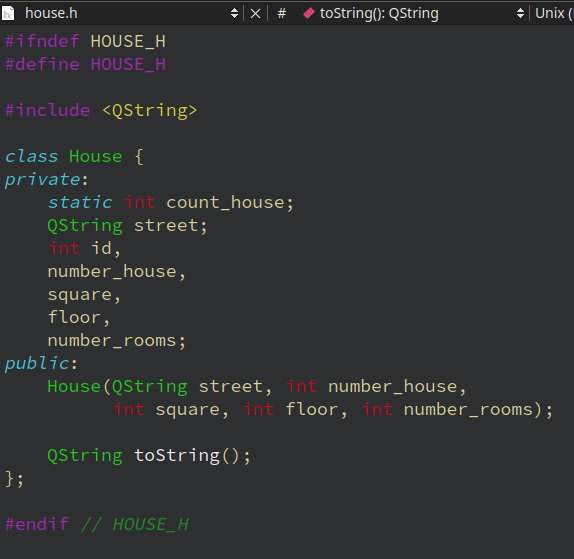 house.h # toString(): QString Unix (
#ifndef HOUSE_H
#define HOUSE_H
#include <QString>
class House {
private:
    static int count_house;
    QString street;
    int id,
    number_house,
    square,
    floor,
    number_rooms;
public:
    House(QString street, int number_house,
          int square, int floor, int number_rooms);
    QString toString();
};
#endif // HOUSE_H